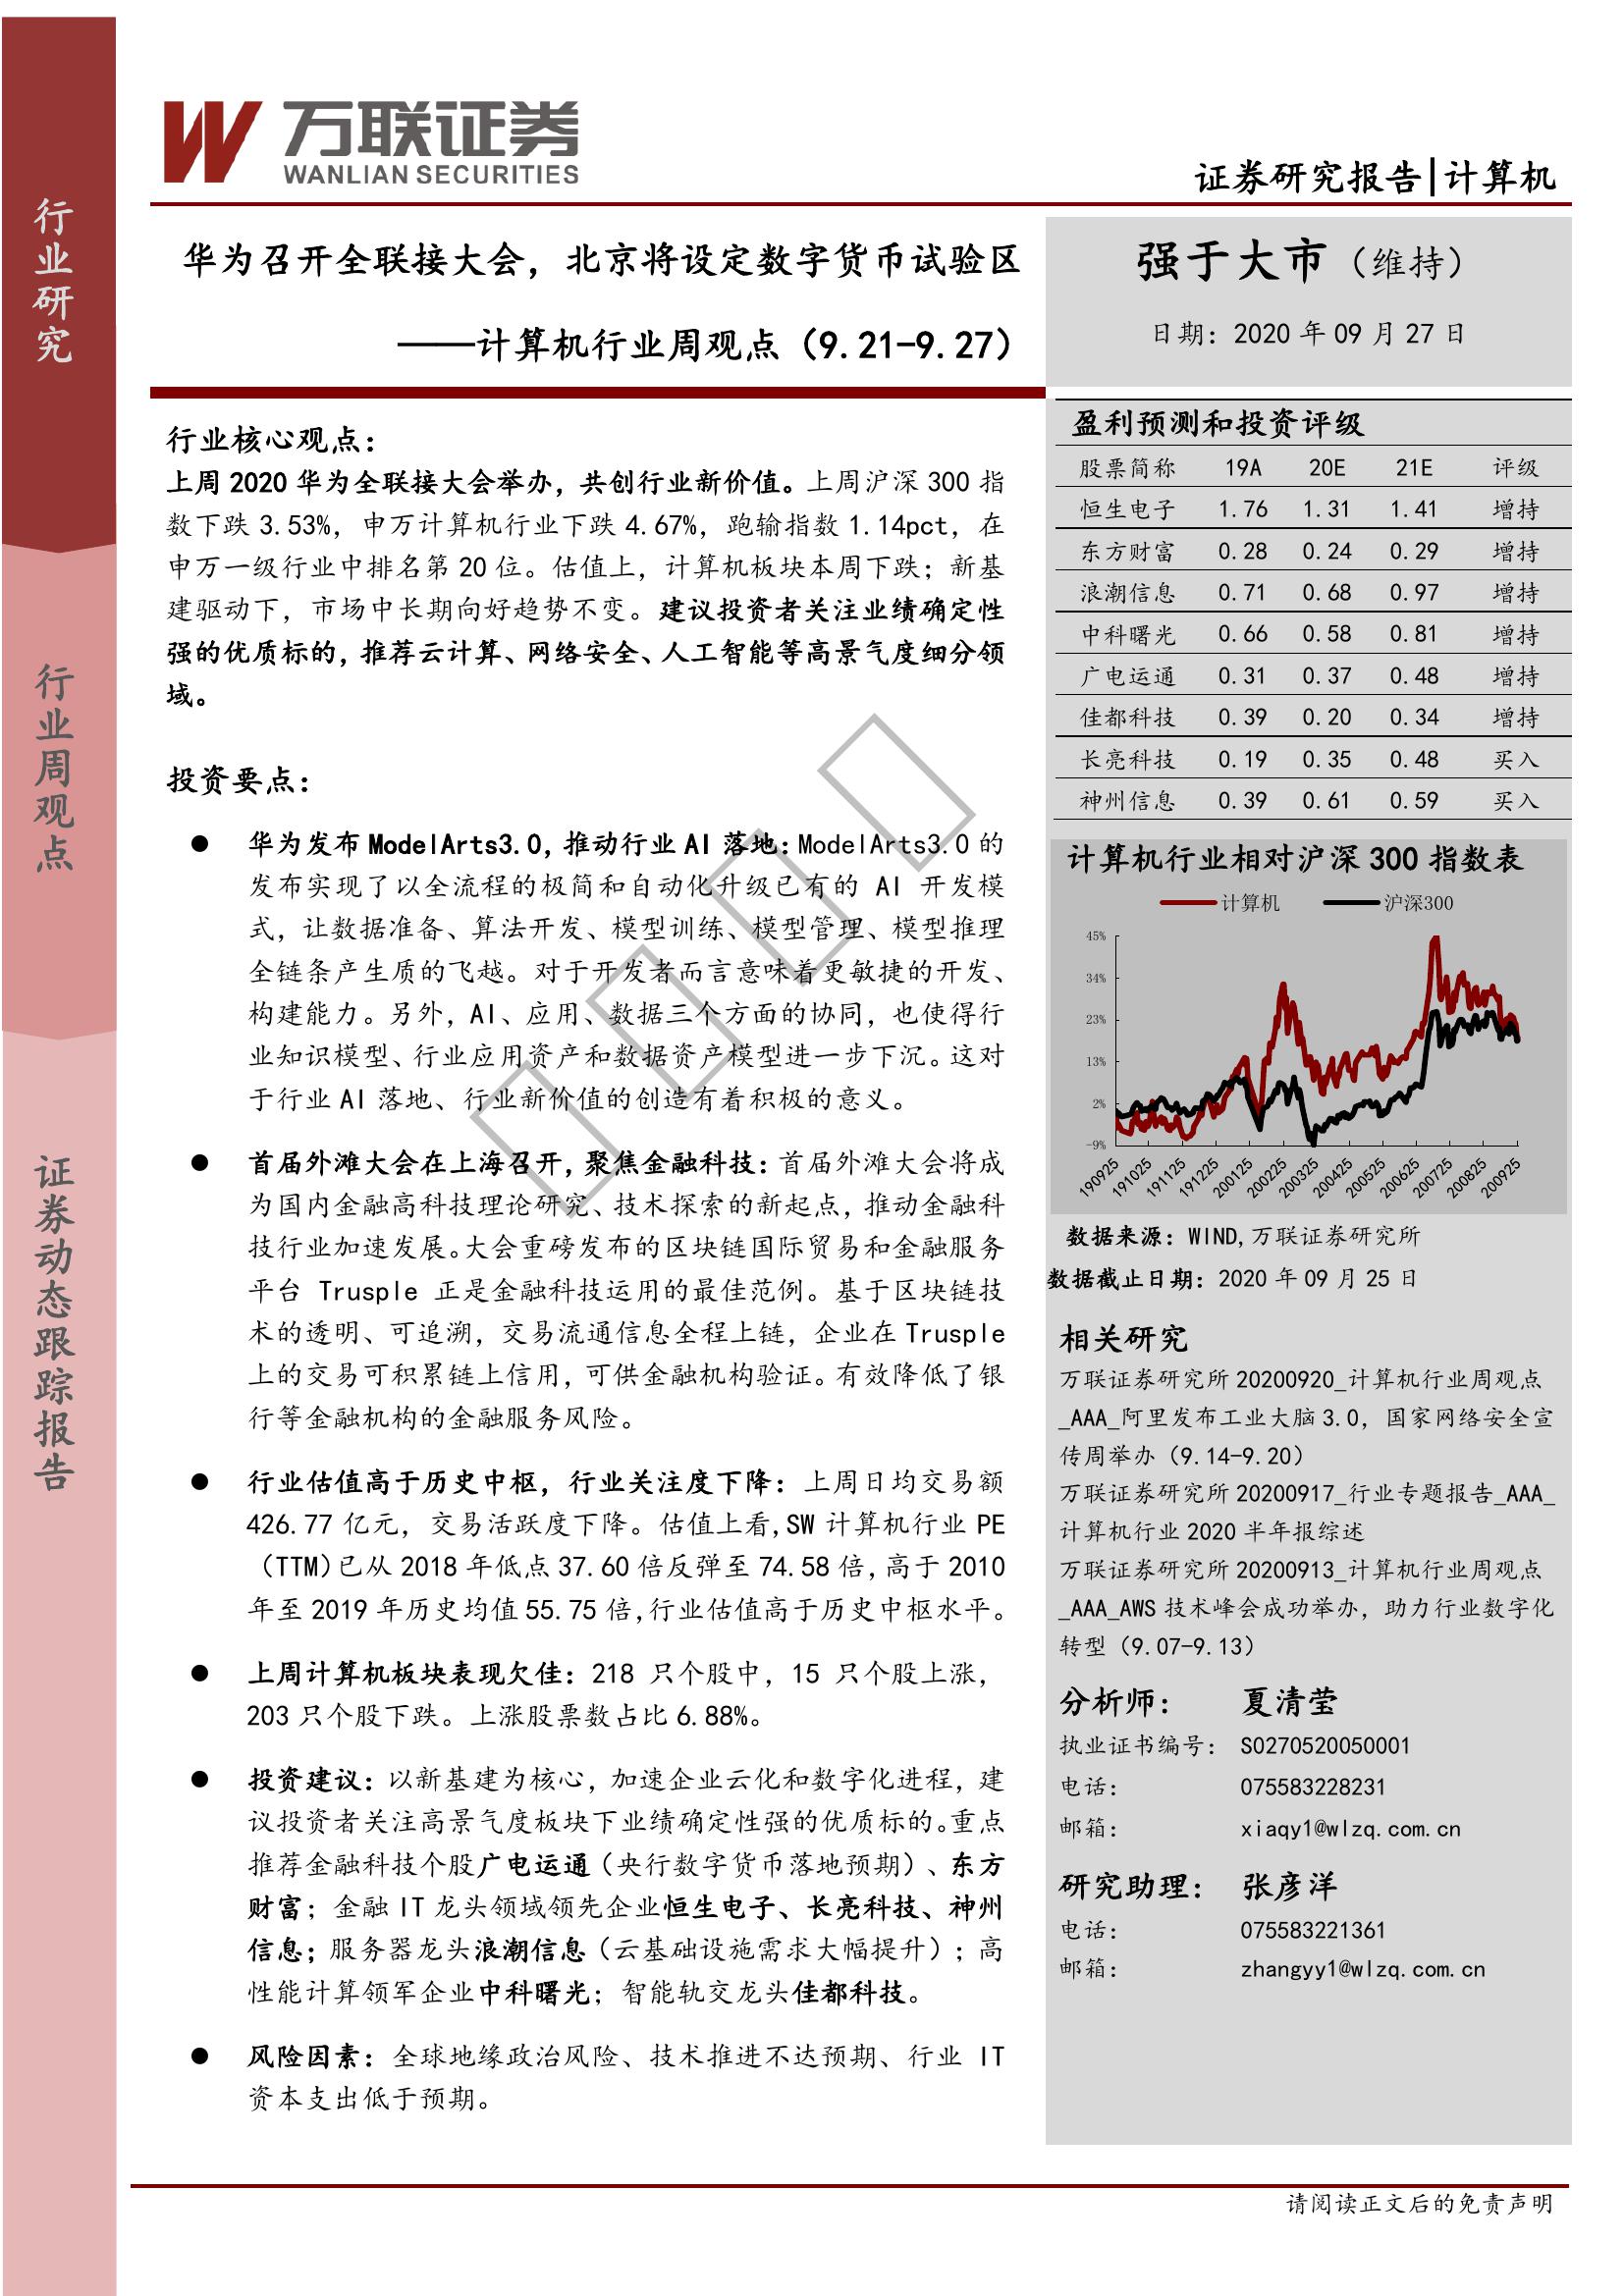 行业研究
行业周观点
证券动态跟踪报告
万联证券
WANLIAN SECURITIES
证券研究报告|计算机
华为召开全联接大会，北京将设定数字货币试验区
——计算机行业周观点（9.21-9.27）
强于大市（维持）
日期：2020 年 09 月 27 日
行业核心观点：
上周 2020 华为全联接大会举办，共创行业新价值。上周沪深 300 指
数下跌 3.53%，申万计算机行业下跌 4.67%，跑输指数 1.14pct，在
申万一级行业中排名第 20 位。估值上，计算机板块本周下跌；新基
建驱动下，市场中长期向好趋势不变。建议投资者关注业绩确定性
强的优质标的，推荐云计算、网络安全、人工智能等高景气度细分领
域。
投资要点：
● 华为发布 ModelArts3.0，推动行业 AI 落地：ModelArts3.0 的
发布实现了以全流程的极简和自动化升级已有的 AI 开发模
式，让数据准备、算法开发、模型训练、模型管理、模型推理
全链条产生质的飞越。对于开发者而言意味着更敏捷的开发、
构建能力。另外，AI、应用、数据三个方面的协同，也使得行
业知识模型、行业应用资产和数据资产模型进一步下沉。这对
于行业 AI 落地、行业新价值的创造有着积极的意义。
● 首届外滩大会在上海召开，聚焦金融科技：首届外滩大会将成
为国内金融高科技理论研究、技术探索的新起点，推动金融科
技行业加速发展。大会重磅发布的区块链国际贸易和金融服务
平台 Trusple 正是金融科技运用的最佳范例。基于区块链技
术的透明、可追溯，交易流通信息全程上链，企业在 Trusple
上的交易可积累链上信用，可供金融机构验证。有效降低了银
行等金融机构的金融服务风险。
● 行业估值高于历史中枢，行业关注度下降：上周日均交易额
426.77 亿元，交易活跃度下降。估值上看，SW 计算机行业 PE
（TTM）已从 2018 年低点 37.60 倍反弹至 74.58 倍，高于 2010
年至 2019 年历史均值 55.75 倍，行业估值高于历史中枢水平。
● 上周计算机板块表现欠佳：218 只个股中，15 只个股上涨，
203 只个股下跌。上涨股票数占比 6.88%。
● 投资建议：以新基建为核心，加速企业云化和数字化进程，建
议投资者关注高景气度板块下业绩确定性强的优质标的。重点
推荐金融科技个股广电运通（央行数字货币落地预期）、东方
财富；金融 IT 龙头领域领先企业恒生电子、长亮科技、神州
信息；服务器龙头浪潮信息（云基础设施需求大幅提升）；高
性能计算领军企业中科曙光；智能轨交龙头佳都科技。
● 风险因素：全球地缘政治风险、技术推进不达预期、行业 IT
资本支出低于预期。
盈利预测和投资评级
股票简称 19A 20E 21E 评级
恒生电子 1.76 1.31 1.41 增持
东方财富 0.28 0.24 0.29 增持
浪潮信息 0.71 0.68 0.97 增持
中科曙光 0.66 0.58 0.81 增持
广电运通 0.31 0.37 0.48 增持
佳都科技 0.39 0.20 0.34 增持
长亮科技 0.19 0.35 0.48 买入
神州信息 0.39 0.61 0.59 买入
计算机行业相对沪深 300 指数表
计算机 沪深300
45%
34%
23%
13%
2%
-9%
190925 191025 191125 191225 200125 200225 200325 200425 200525 200625 200725 200825 200925
数据来源：WIND，万联证券研究所
数据截止日期：2020 年 09 月 25 日
相关研究
万联证券研究所 20200920_计算机行业周观点
_AAA_阿里发布工业大脑 3.0，国家网络安全宣
传周举办（9.14-9.20）
万联证券研究所 20200917_行业专题报告_AAA_
计算机行业 2020 半年报综述
万联证券研究所 20200913_计算机行业周观点
_AAA_AWS 技术峰会成功举办，助力行业数字化
转型（9.07-9.13）
分析师： 夏清莹
执业证书编号： S0270520050001
电话： 075583228231
邮箱： xiaqy1@wlzq.com.cn
研究助理： 张彦洋
电话： 075583221361
邮箱： zhangyy1@wlzq.com.cn
请阅读正文后的免责声明